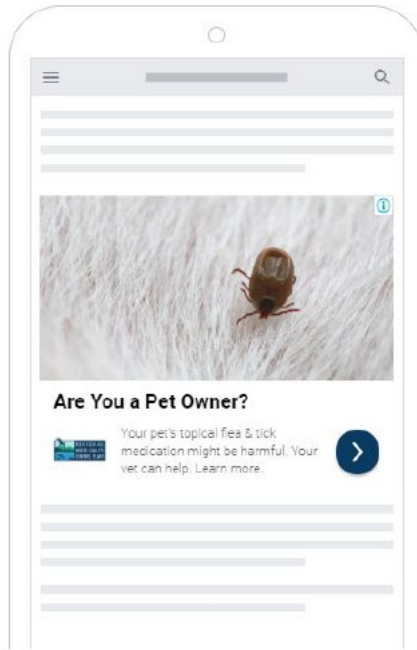 Are You a Pet Owner?
Your pet's topical flea & tick
medication might be harmful. Your
vet can help. Learn more.